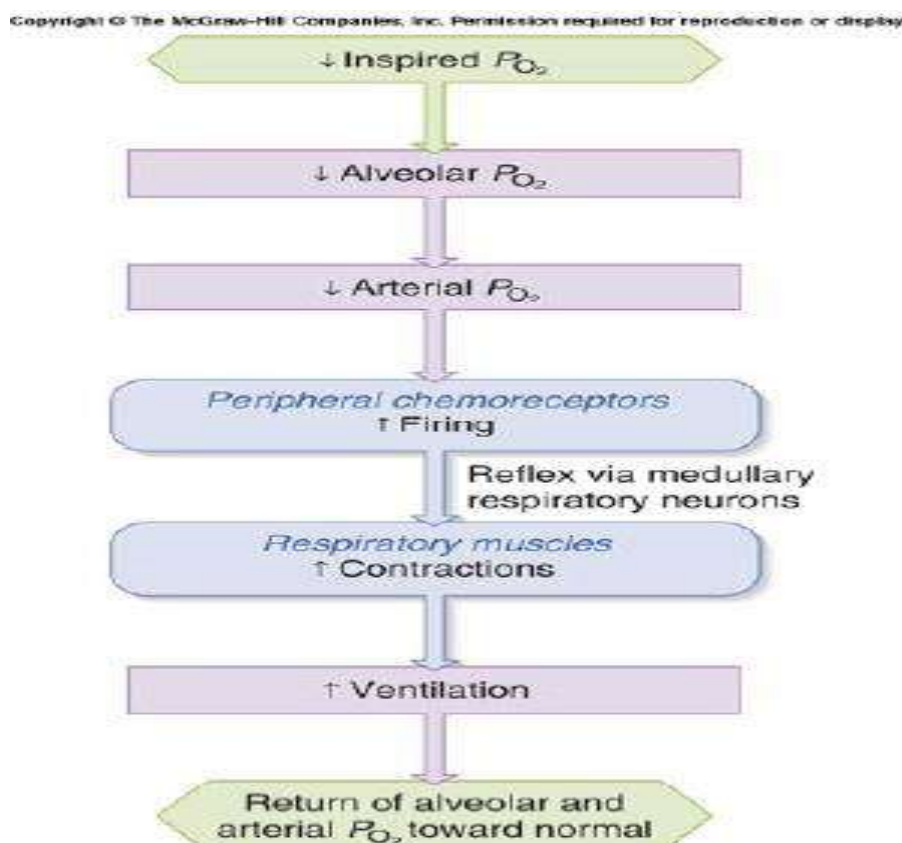 Copyright © The McGraw-Hill Companies, Inc. Permission required for reproduction or display
↓ Inspired PO₂
↓ Alveolar PO₂
↓ Arterial PO₂
Peripheral chemoreceptors
↑ Firing
Reflex via medullary
respiratory neurons
Respiratory muscles
↑ Contractions
↑ Ventilation
Return of alveolar and
arterial PO₂ toward normal